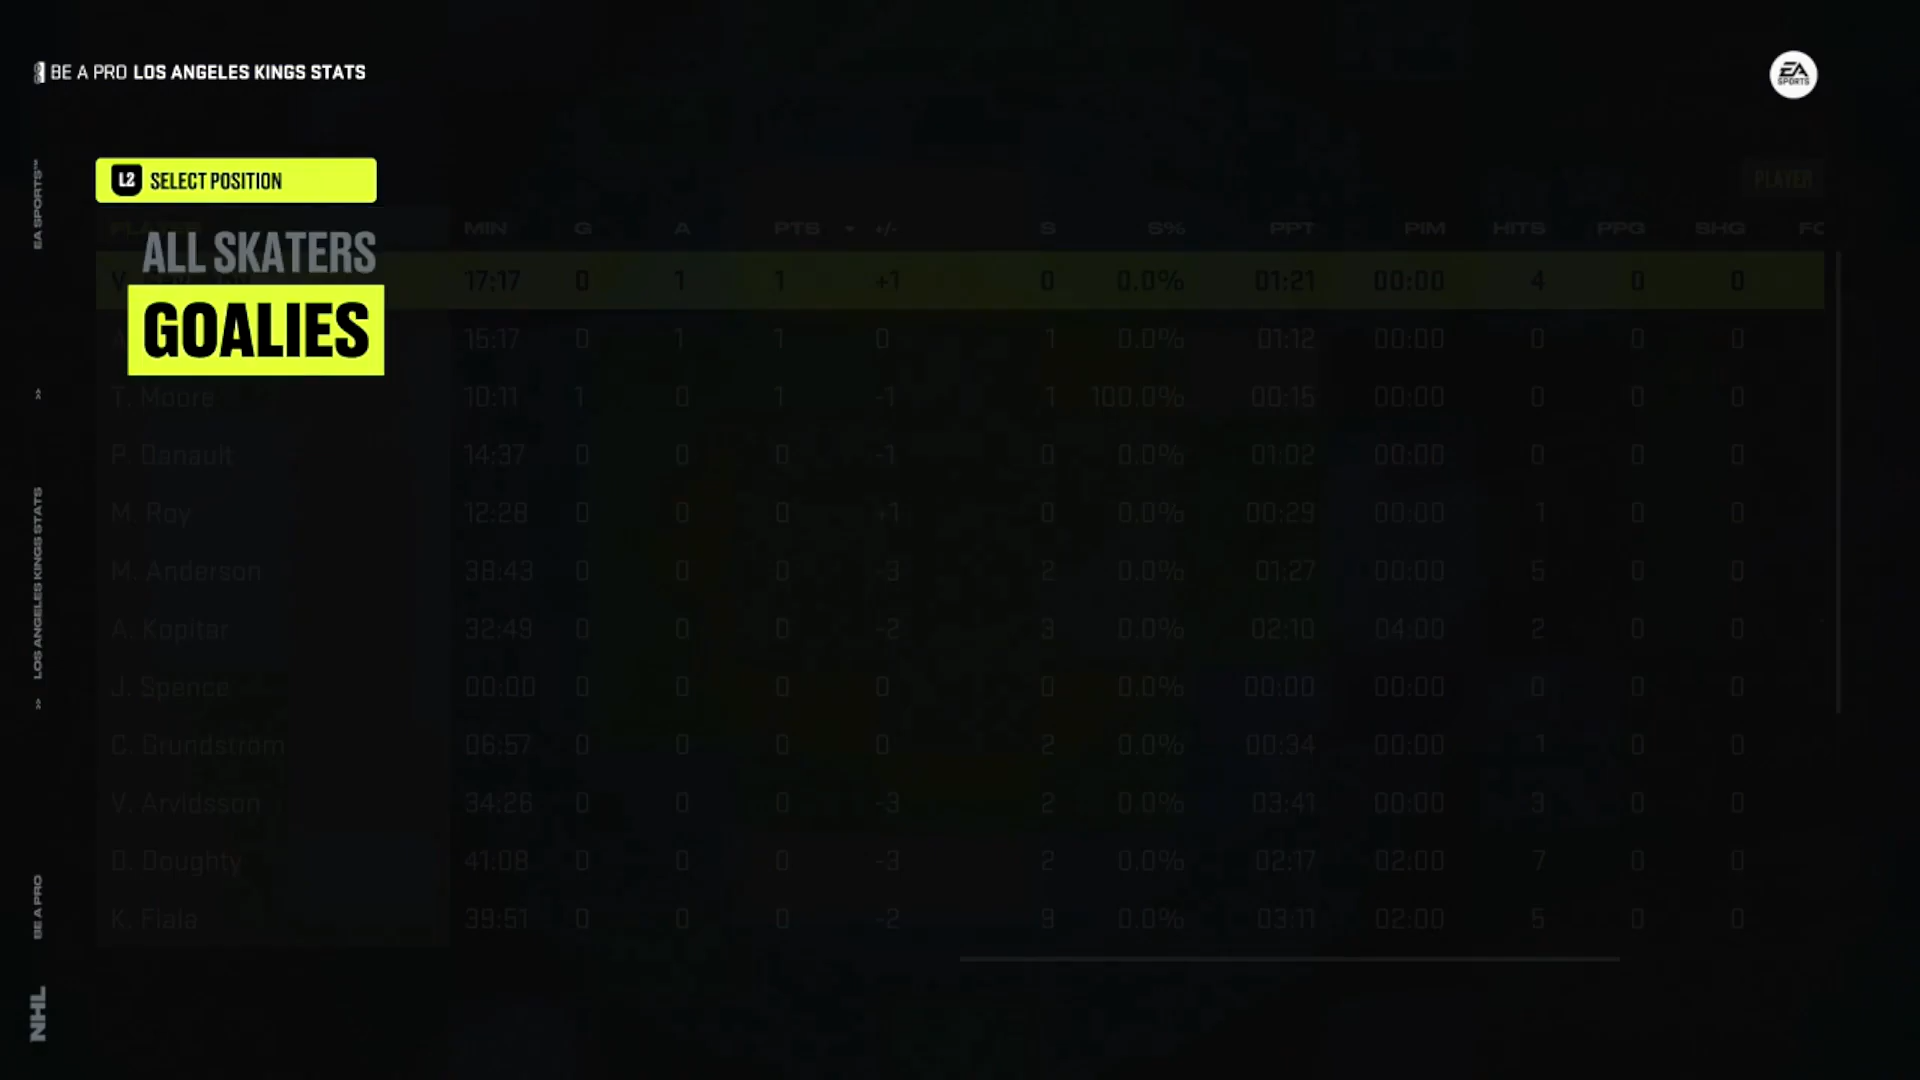 BE A PRO LOS ANGELES KINGS STATS
EA SPORTS
L2 SELECT POSITION
PLAYER
ALL SKATERS
GOALIES
MIN G A PTS +/- S S% PPT PIM HITS PPG SHG
17:17 0 1 1 +1 0 0.0% 01:21 00:00 4 0 0
15:17 0 1 1 0 1 0.0% 01:12 00:00 0 0 0
T. Moore 10:11 1 0 1 -1 1 100.0% 00:15 00:00 0 0 0
P. Danault 14:37 0 0 0 -1 0 0.0% 01:02 00:00 0 0 0
M. Roy 12:28 0 0 0 +1 0 0.0% 00:29 00:00 1 0 0
M. Anderson 38:43 0 0 0 -3 2 0.0% 01:27 00:00 5 0 0
A. Kopitar 32:49 0 0 0 -2 3 0.0% 02:10 04:00 2 0 0
J. Spence 00:00 0 0 0 0 0 0.0% 00:00 00:00 0 0 0
C. Grundstrom 06:57 0 0 0 0 2 0.0% 00:34 00:00 1 0 0
V. Arvidsson 34:26 0 0 0 -3 2 0.0% 03:41 00:00 3 0 0
D. Doughty 41:08 0 0 0 -3 2 0.0% 02:17 02:00 7 0 0
K. Fiala 39:51 0 0 0 -2 9 0.0% 03:11 02:00 5 0 0
NHL
BE A PRO
LOS ANGELES KINGS STATS
EA SPORTS™